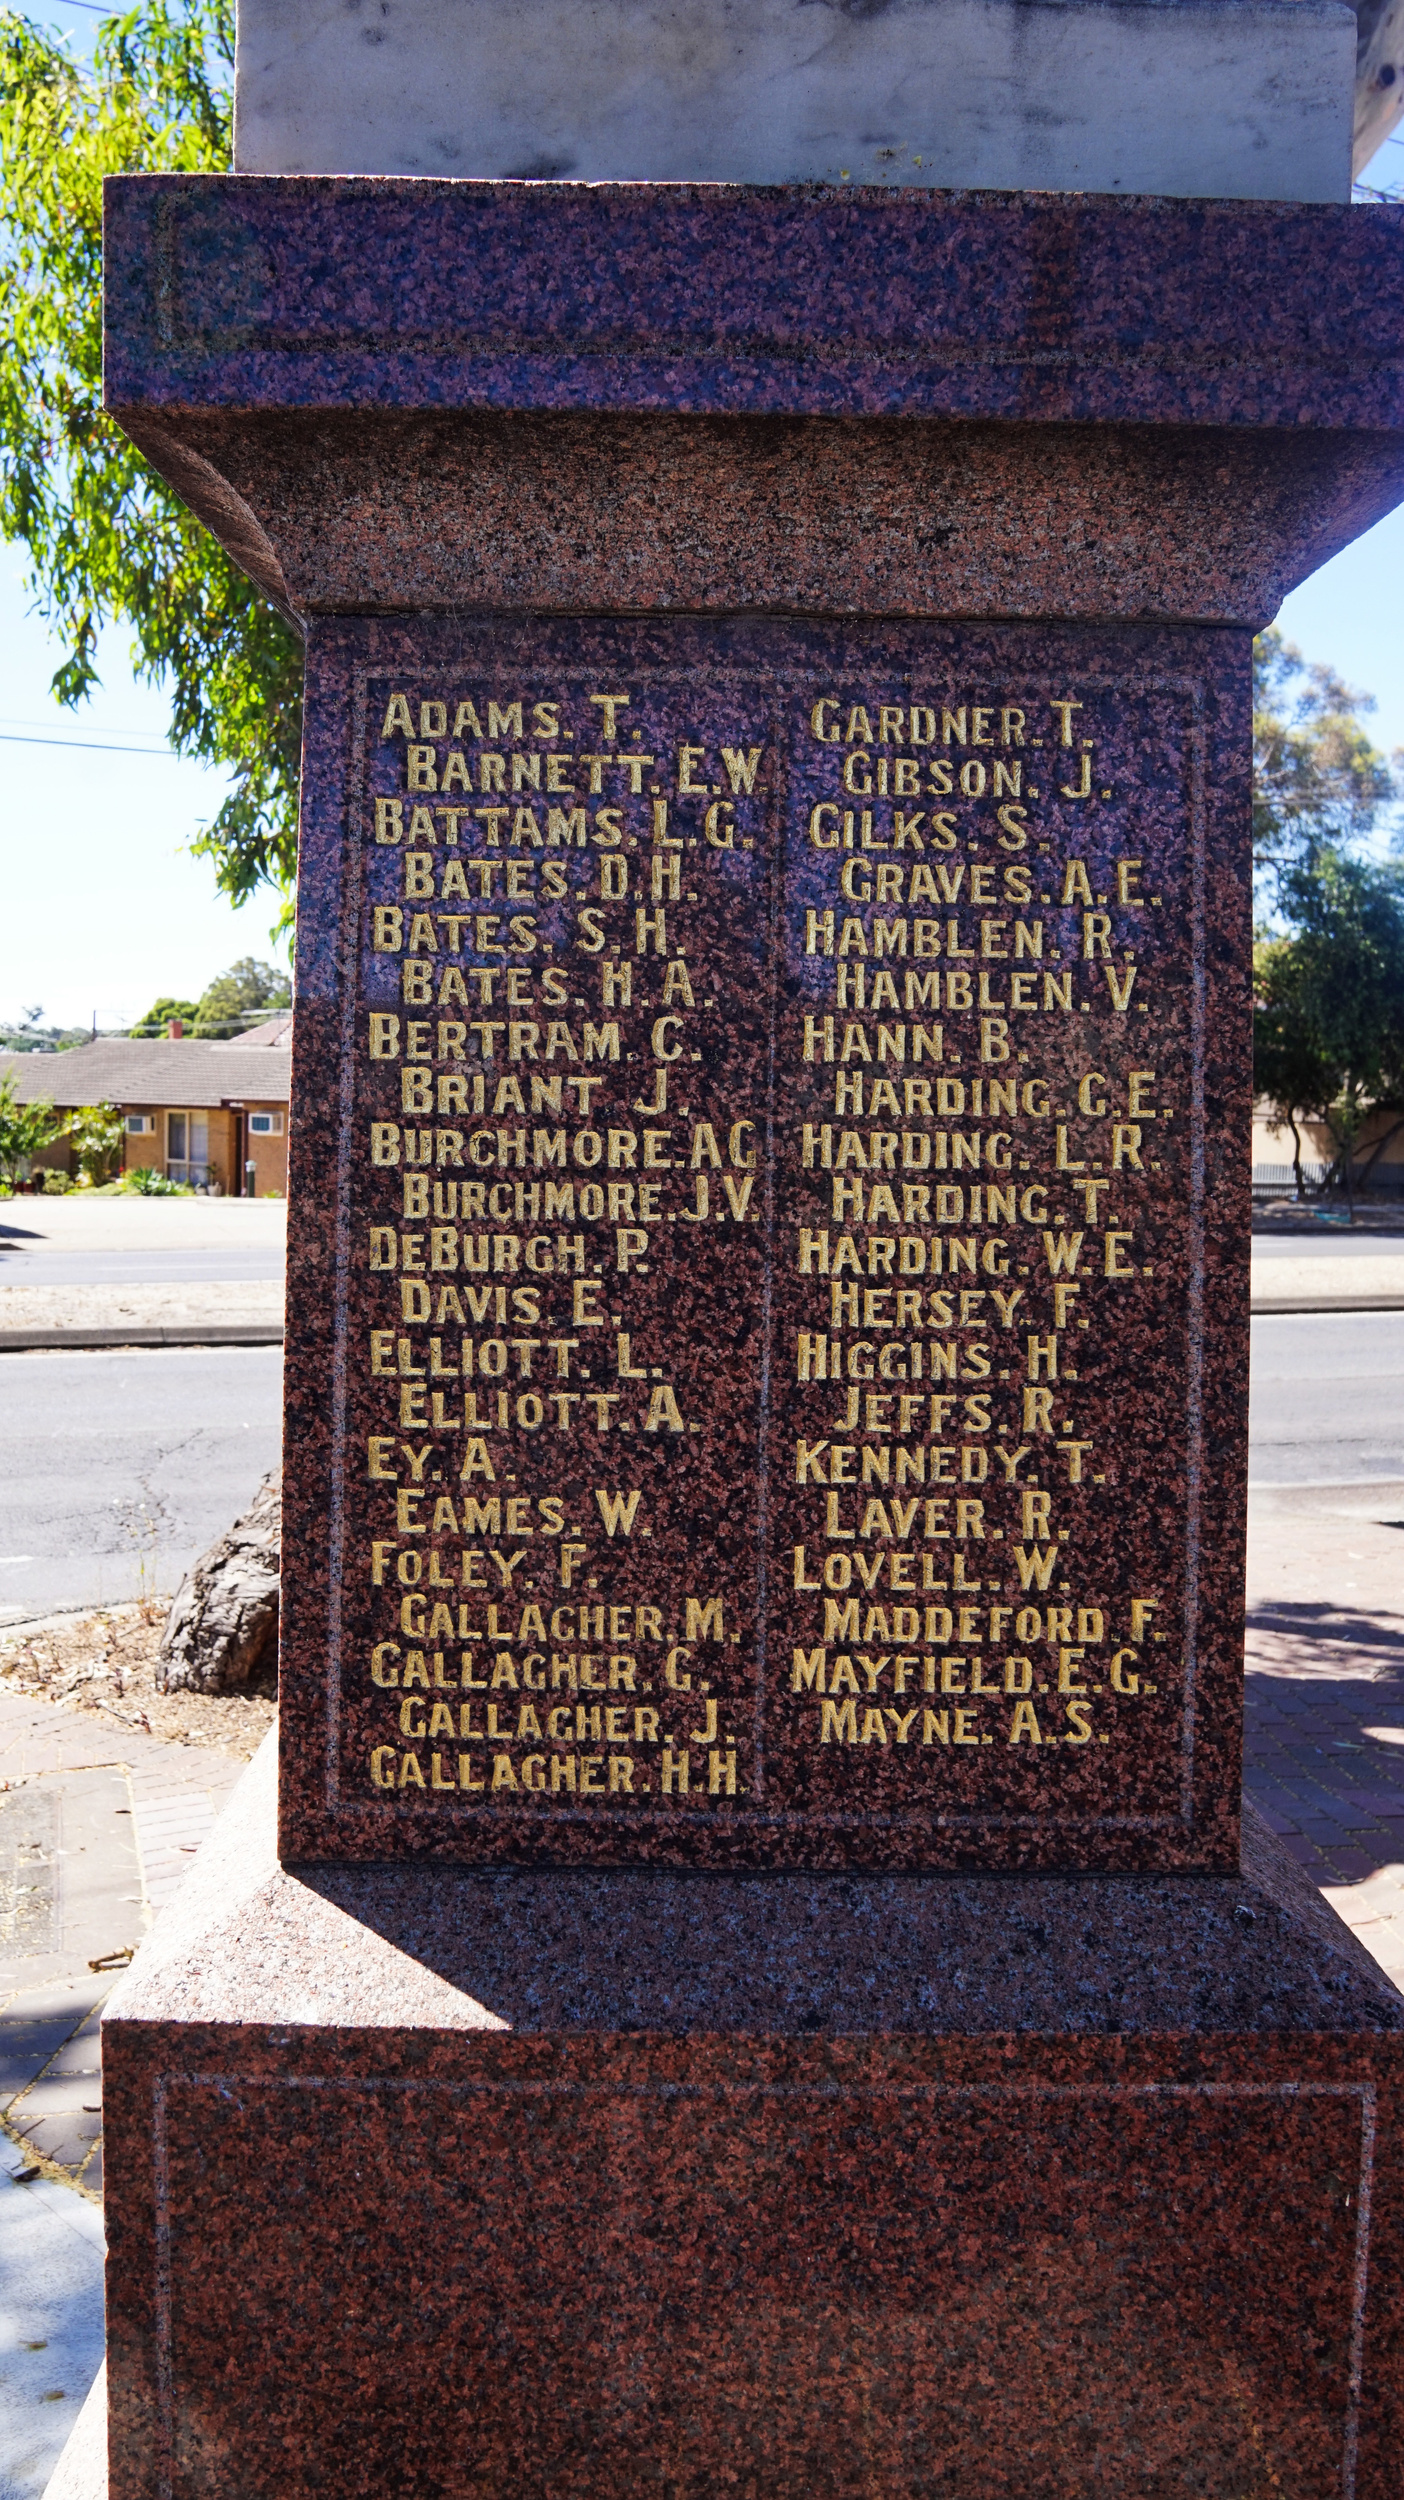 ADAMS. T.
BARNETT. E.W.
BATTAMS. L.G.
BATES. D.H.
BATES. S.H.
BATES. H.A.
BERTRAM. C.
BRIANT J.
BURCHMORE. A G
BURCHMORE. J.V.
DEBURGH. P.
DAVIS. E.
ELLIOTT. L.
ELLIOTT. A.
EY. A.
EAMES. W.
FOLEY. F.
GALLAGHER. M.
GALLAGHER. G.
GALLAGHER. J.
GALLAGHER. H.H.
GARDNER. T.
GIBSON. J.
GILKS. S.
GRAVES. A.E.
HAMBLEN. R.
HAMBLEN. V.
HANN. B.
HARDING. G.E.
HARDING. L.R.
HARDING. T.
HARDING. W.E.
HERSEY. F.
HIGGINS. H.
JEFFS. R.
KENNEDY. T.
LAVER. R.
LOVELL. W.
MADDEFORD. F.
MAYFIELD. E.G.
MAYNE. A.S.